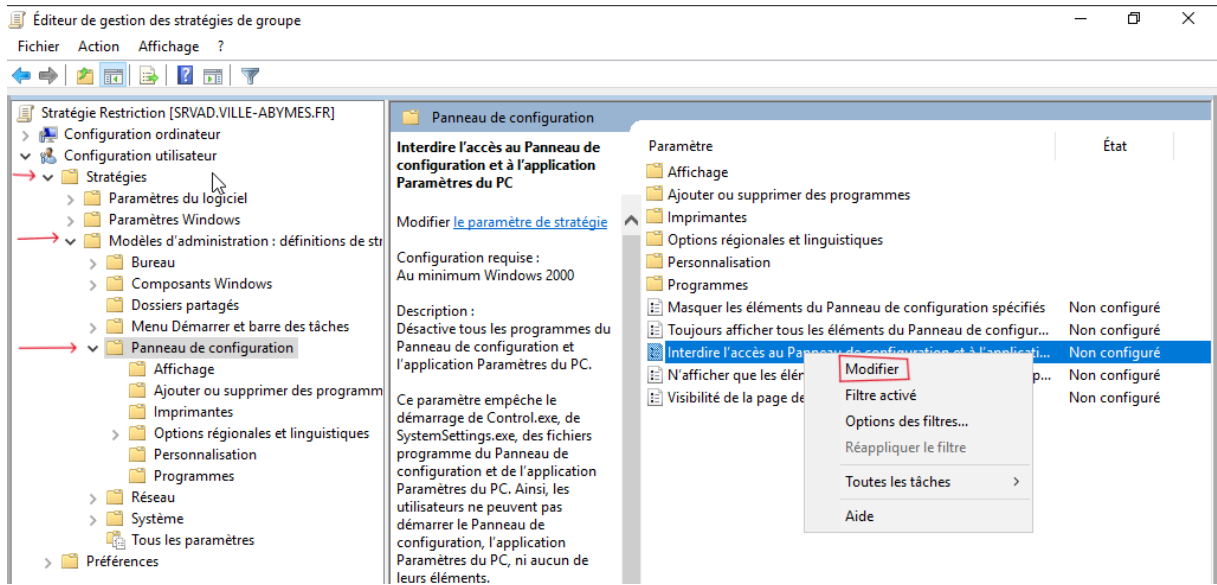 Éditeur de gestion des stratégies de groupe
Fichier Action Affichage ?
Stratégie Restriction [SRVAD.VILLE-ABYMES.FR]
Configuration ordinateur
Configuration utilisateur
Stratégies
Paramètres du logiciel
Paramètres Windows
Modèles d'administration : définitions de str
Bureau
Composants Windows
Dossiers partagés
Menu Démarrer et barre des tâches
Panneau de configuration
Affichage
Ajouter ou supprimer des programm
Imprimantes
Options régionales et linguistiques
Personnalisation
Programmes
Réseau
Système
Tous les paramètres
Préférences
Panneau de configuration
Interdire l'accès au Panneau de
configuration et à l'application
Paramètres du PC
Modifier le paramètre de stratégie
Configuration requise :
Au minimum Windows 2000
Description :
Désactive tous les programmes du
Panneau de configuration et
l'application Paramètres du PC.
Ce paramètre empêche le
démarrage de Control.exe, de
SystemSettings.exe, des fichiers
programme du Panneau de
configuration et de l'application
Paramètres du PC. Ainsi, les
utilisateurs ne peuvent pas
démarrer le Panneau de
configuration, l'application
Paramètres du PC, ni aucun de
leurs éléments.
Paramètre État
Affichage
Ajouter ou supprimer des programmes
Imprimantes
Options régionales et linguistiques
Personnalisation
Programmes
Masquer les éléments du Panneau de configuration spécifiés Non configuré
Toujours afficher tous les éléments du Panneau de configur... Non configuré
Interdire l'accès au Panneau de configuration et à l'applicati... Non configuré
N'afficher que les élé p... Non configuré
Visibilité de la page de Non configuré
Modifier
Filtre activé
Options des filtres...
Réappliquer le filtre
Toutes les tâches
Aide